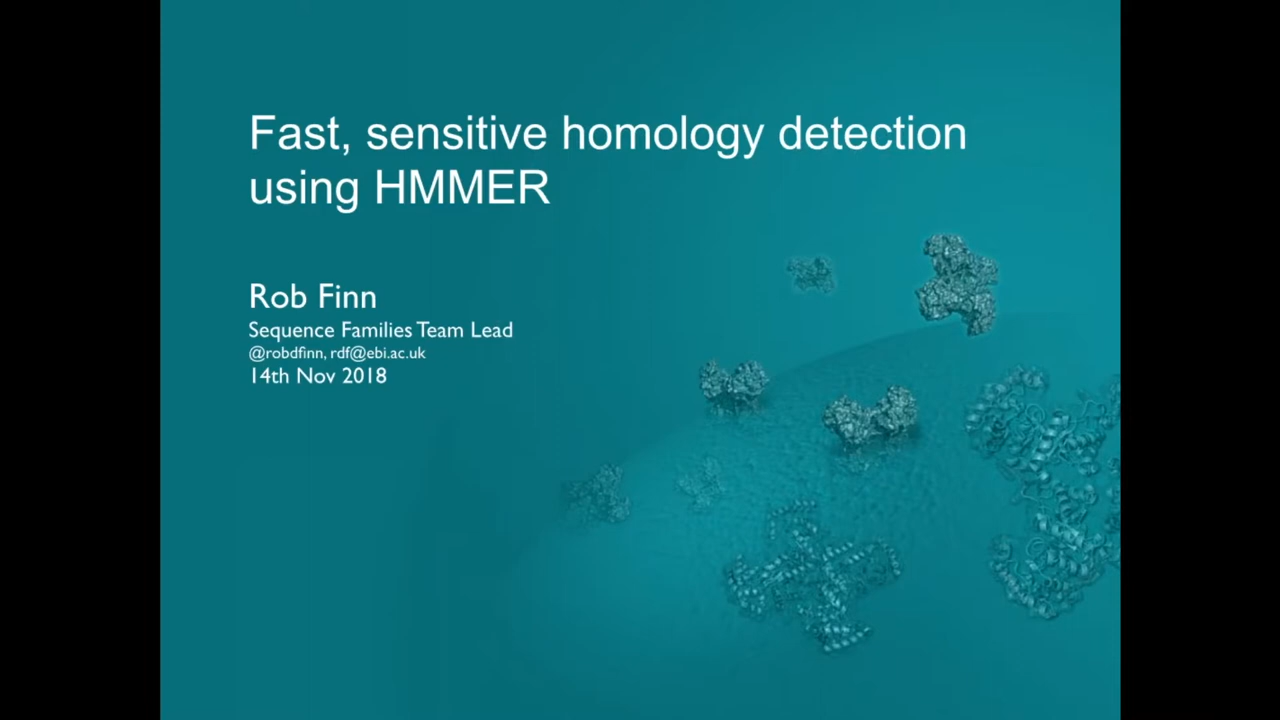 Fast, sensitive homology detection
using HMMER
Rob Finn
Sequence Families Team Lead
@robdfinn, rdf@ebi.ac.uk
14th Nov 2018